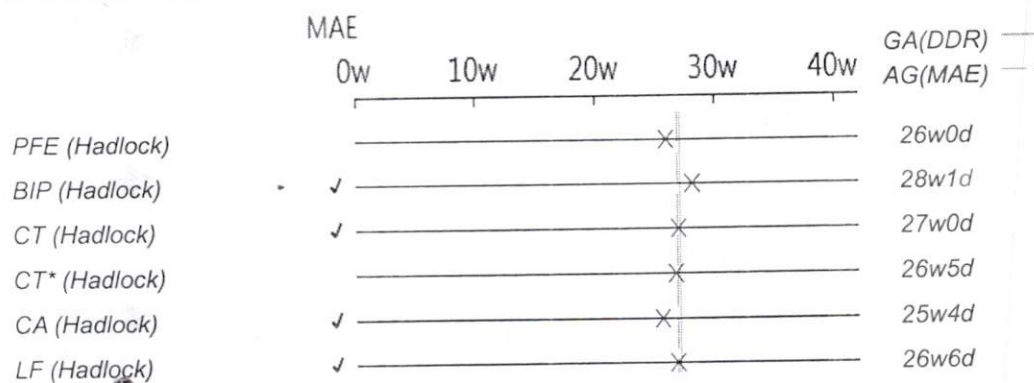 MAE
GA(DDR)
0w 10w 20w 30w 40w AG(MAE)
PFE (Hadlock) 26w0d
BIP (Hadlock) ✓ 28w1d
CT (Hadlock) ✓ 27w0d
CT* (Hadlock) 26w5d
CA (Hadlock) ✓ 25w4d
LF (Hadlock) ✓ 26w6d